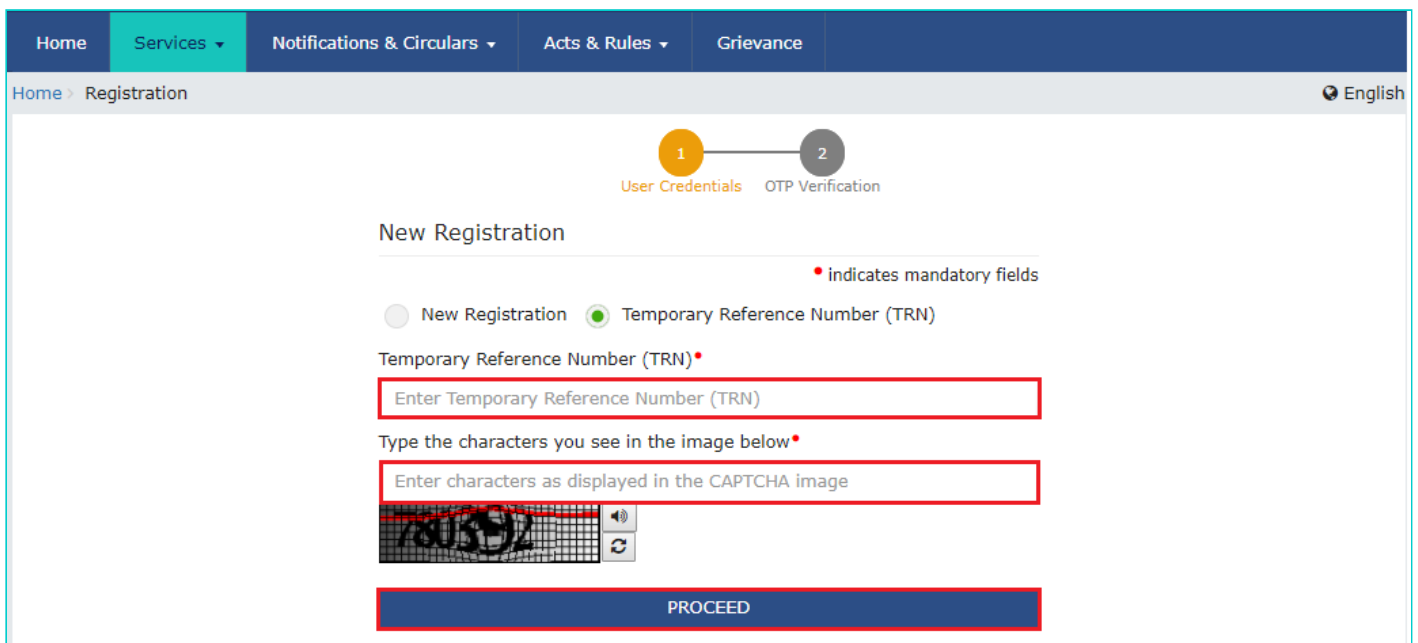 Home Services Notifications & Circulars Acts & Rules Grievance
Home > Registration English
1 2
User Credentials OTP Verification
New Registration
• indicates mandatory fields
New Registration Temporary Reference Number (TRN)
Temporary Reference Number (TRN)•
Enter Temporary Reference Number (TRN)
Type the characters you see in the image below•
Enter characters as displayed in the CAPTCHA image
PROCEED